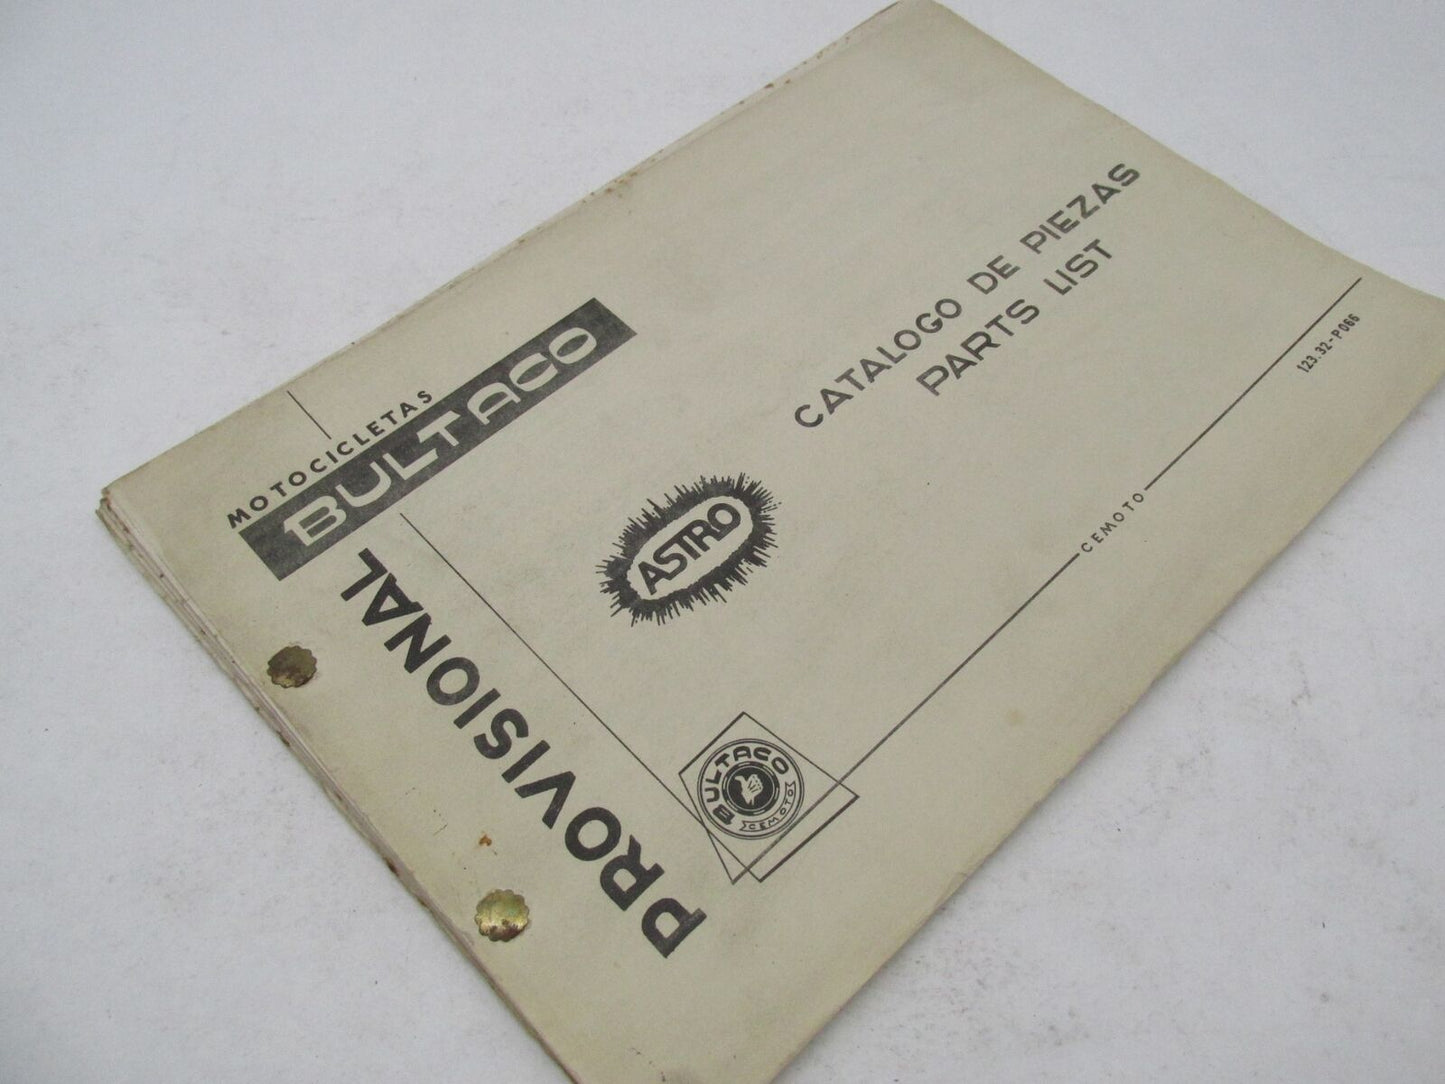 MOTOCICLETAS
BULTACO
PROVISIONAL
ASTRO
CATALOGO DE PIEZAS
PARTS LIST
BULTACO
CEMOTO
CEMOTO
123.32-P066